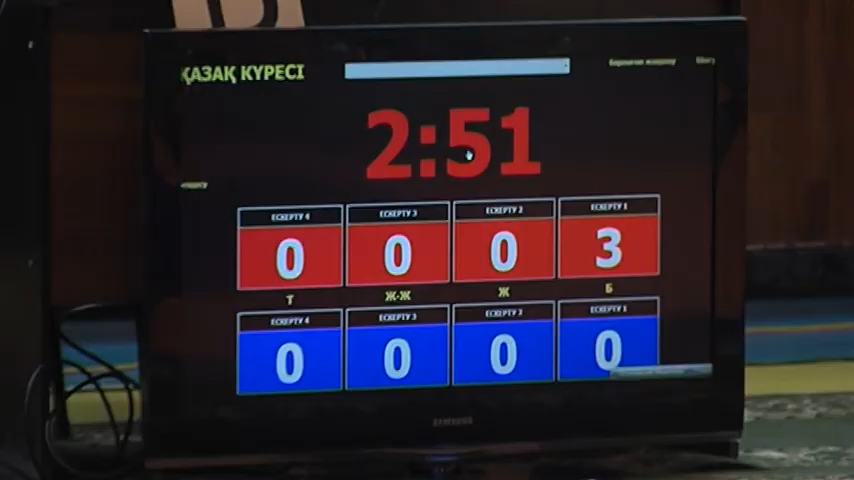 ҚАЗАҚ КҮРЕСІ
2:51
ЕСКЕРТУ 4 ЕСКЕРТУ 3 ЕСКЕРТУ 2 ЕСКЕРТУ 1
0 0 0 3
Т Ж-Ж Ж Б
ЕСКЕРТУ 4 ЕСКЕРТУ 3 ЕСКЕРТУ 2 ЕСКЕРТУ 1
0 0 0 0
SAMSUNG